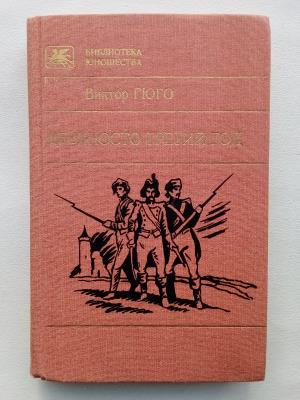 БИБЛИОТЕКА
ЮНОШЕСТВА
Виктор ГЮГО
ДЕВЯНОСТО ТРЕТИЙ ГОД